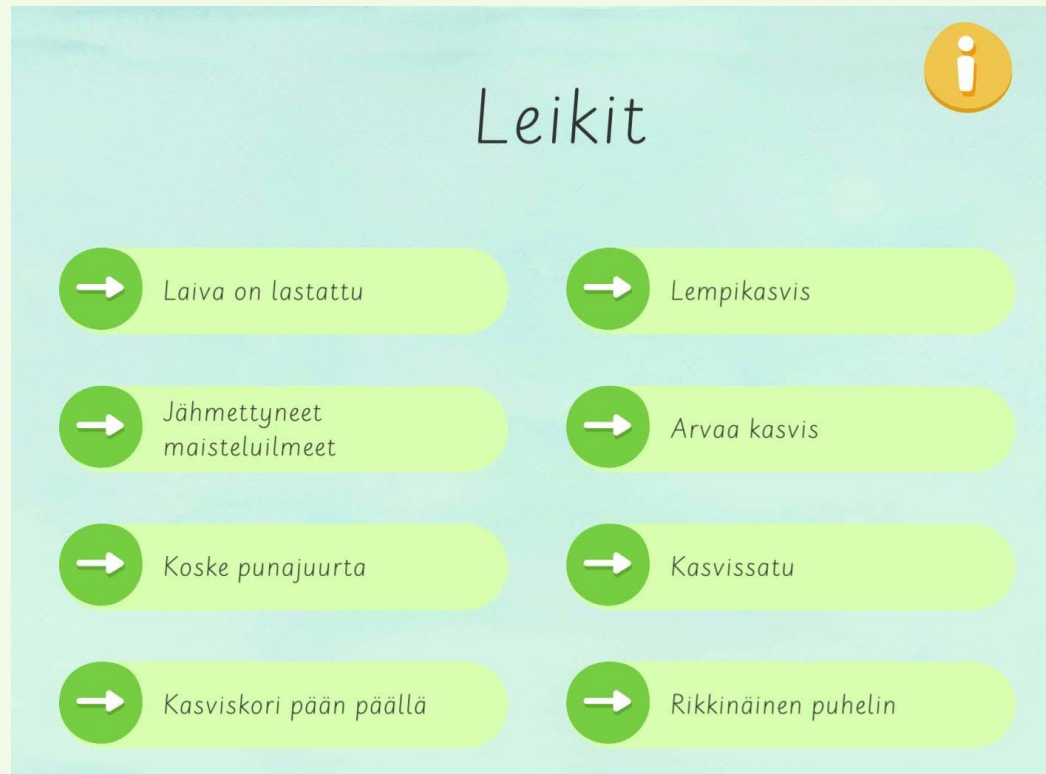 Leikit
Laiva on lastattu
Lempikasvis
Jähmettyneet
maisteluilmeet
Arvaa kasvis
Koske punajuurta
Kasvissatu
Kasviskori pään päällä
Rikkinäinen puhelin